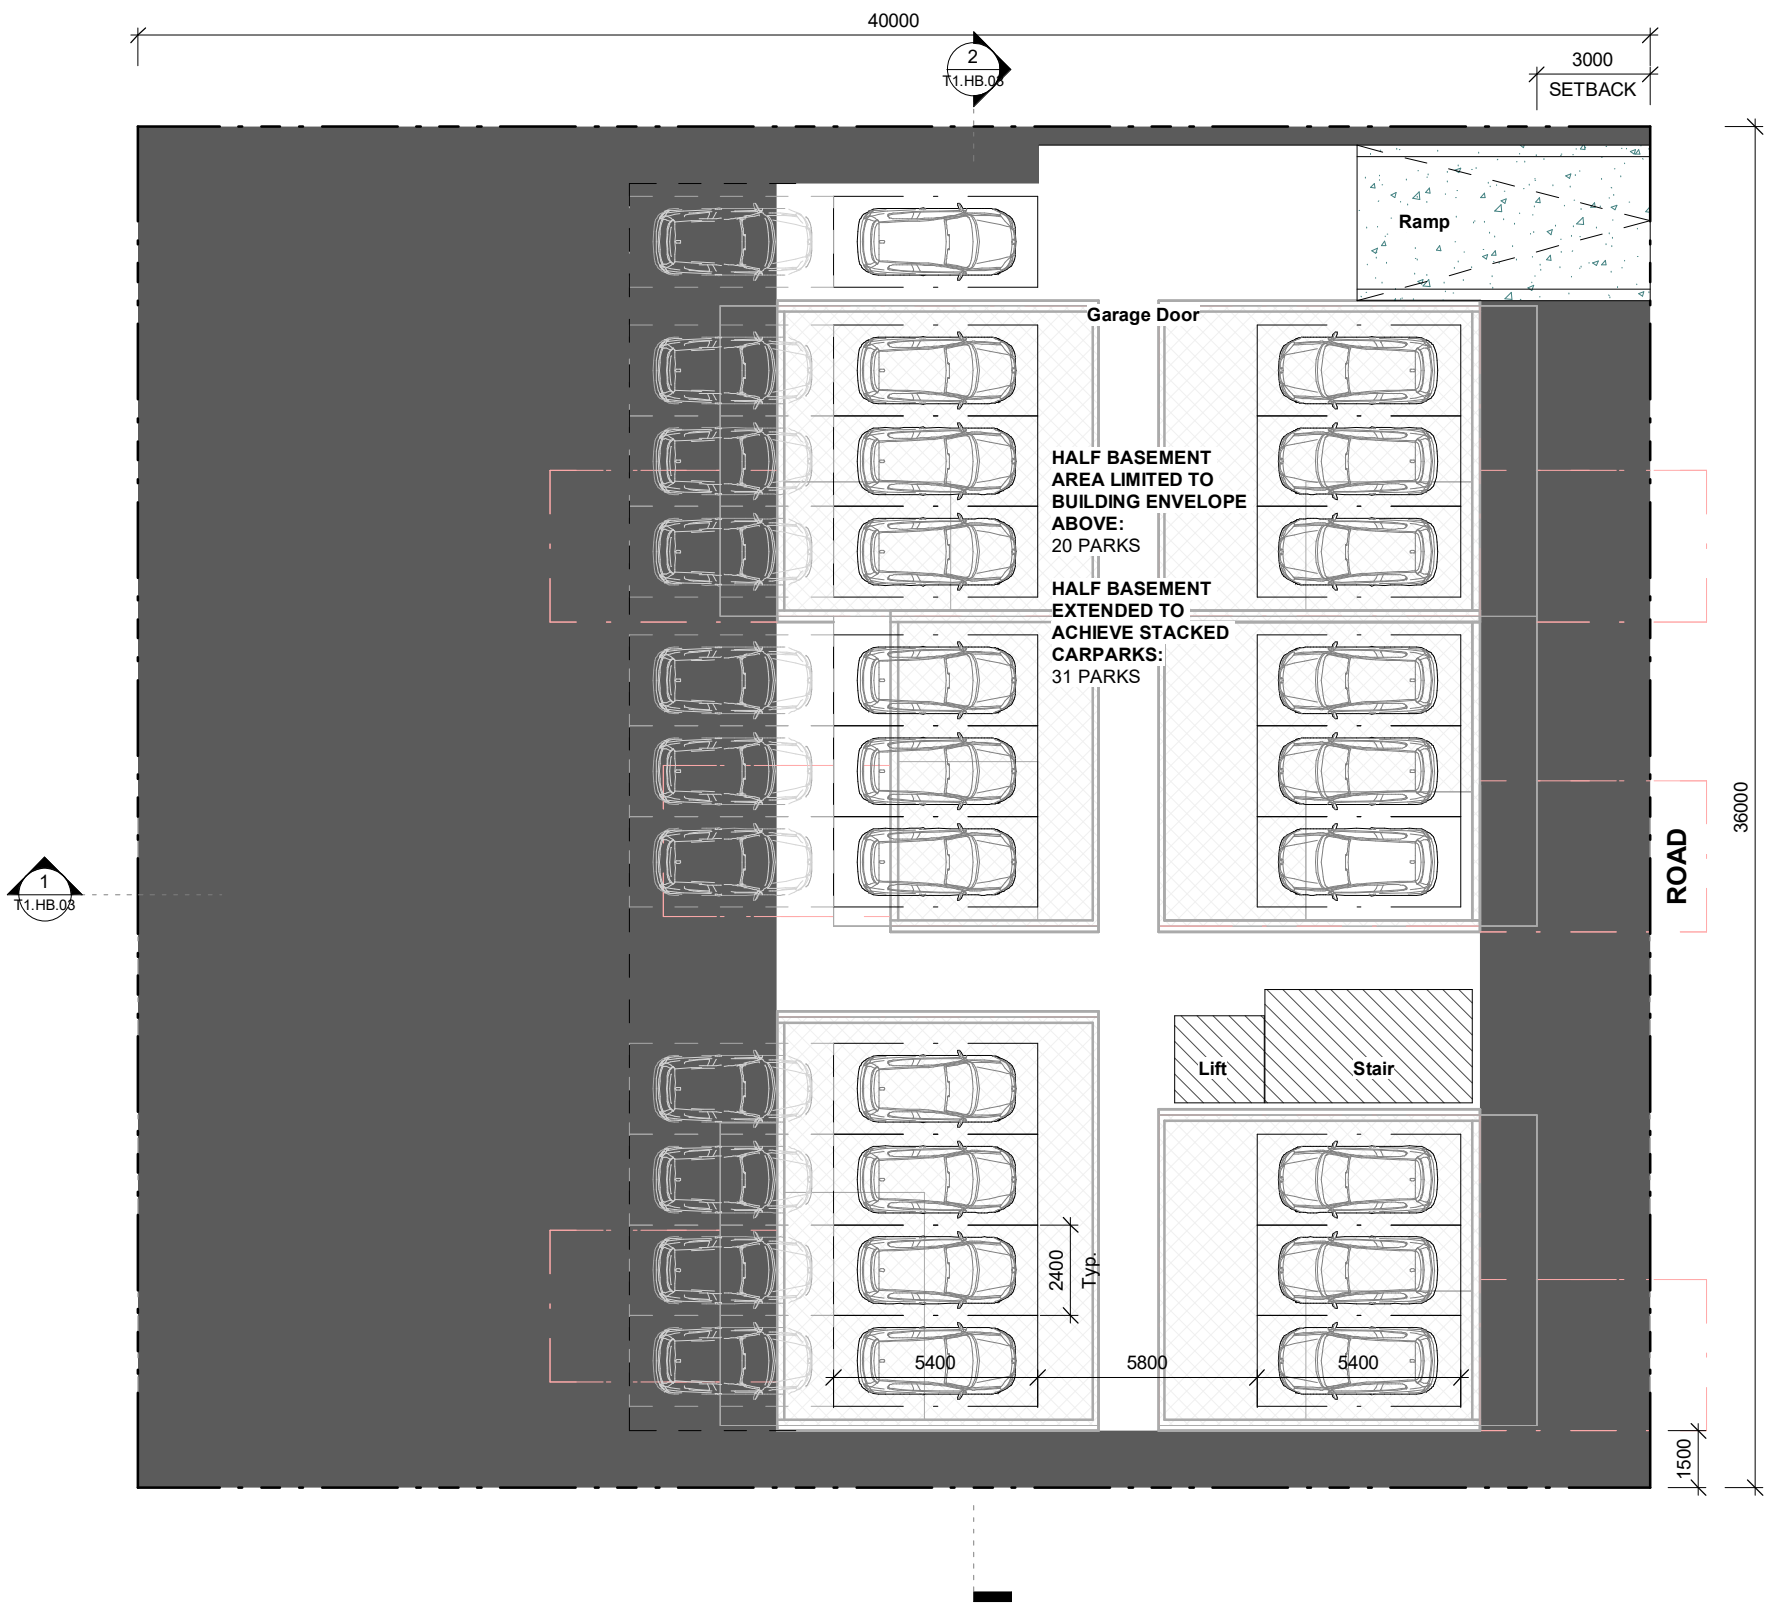 40000
2
T1.HB.03
3000
SETBACK
Ramp
Garage Door
HALF BASEMENT
AREA LIMITED TO
BUILDING ENVELOPE
ABOVE:
20 PARKS
HALF BASEMENT
EXTENDED TO
ACHIEVE STACKED
CARPARKS:
31 PARKS
36000
ROAD
1
T1.HB.03
Lift
Stair
2400
Typ.
5400
5800
5400
1500